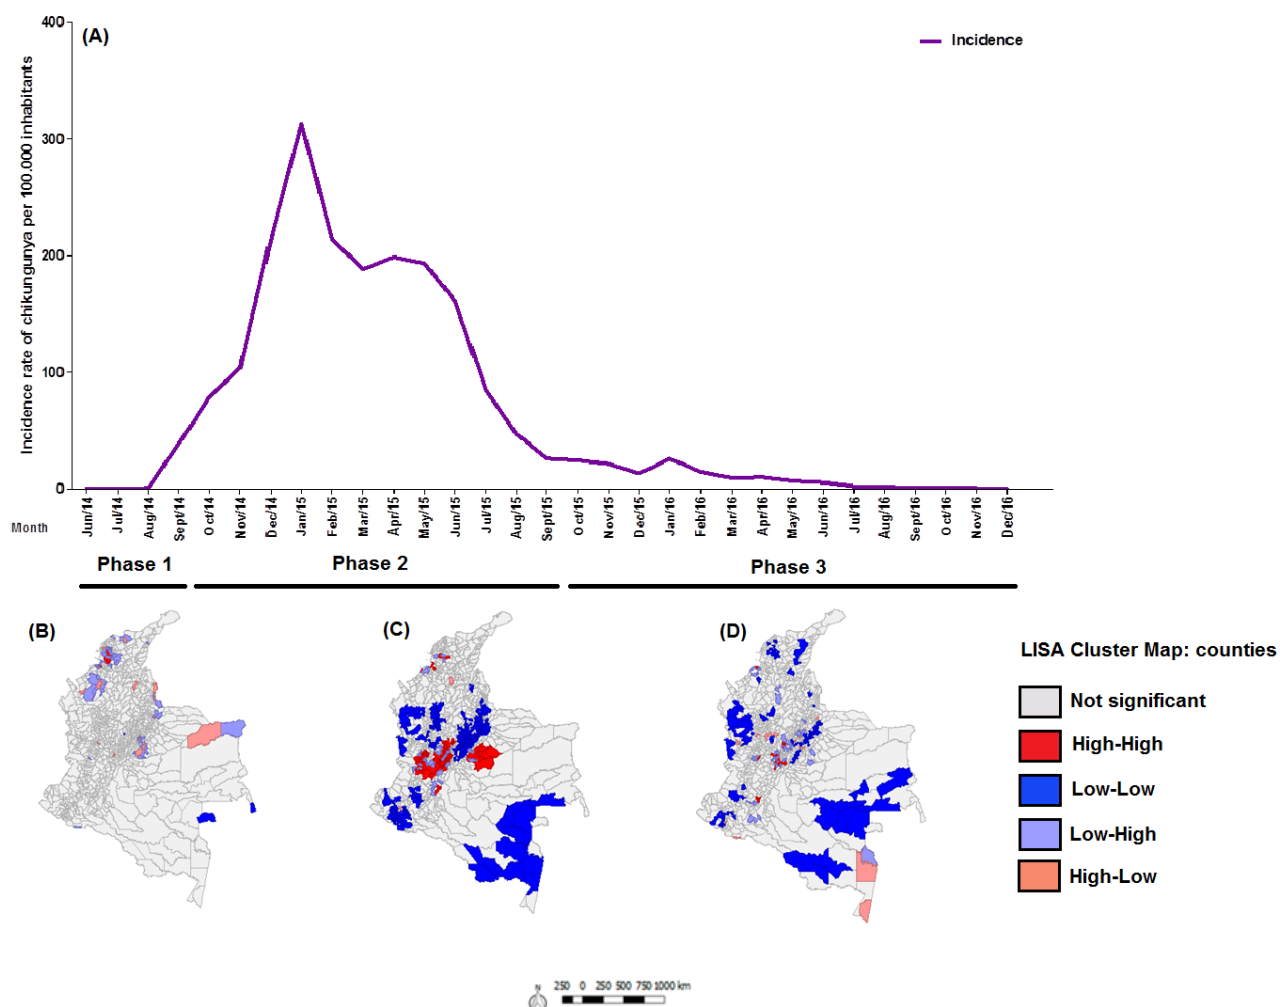 (A)
Incidence
Incidence rate of chikungunya per 100.000 inhabitants
400
300
200
100
0
Month
Jun/14
Jul/14
Aug/14
Sept/14
Oct/14
Nov/14
Dec/14
Jan/15
Feb/15
Mar/15
Apr/15
May/15
Jun/15
Jul/15
Aug/15
Sept/15
Oct/15
Nov/15
Dec/15
Jan/16
Feb/16
Mar/16
Apr/16
May/16
Jun/16
Jul/16
Aug/16
Sept/16
Oct/16
Nov/16
Dec/16
Phase 1
Phase 2
Phase 3
(B)
(C)
(D)
LISA Cluster Map: counties
Not significant
High-High
Low-Low
Low-High
High-Low
N
250 0 250 500 750 1000 km